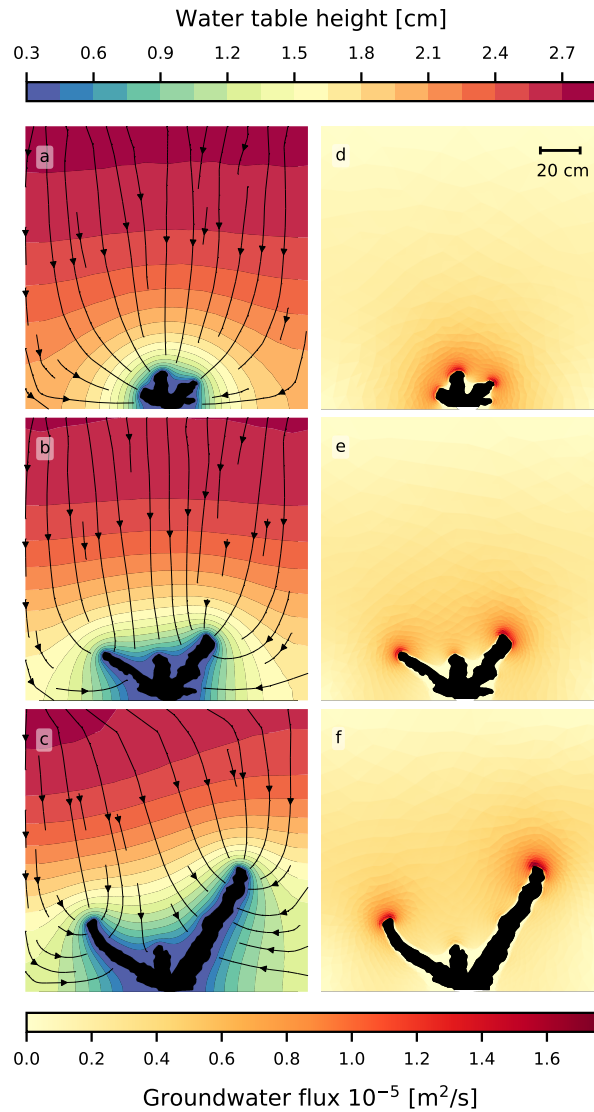 Water table height [cm]
0.3 0.6 0.9 1.2 1.5 1.8 2.1 2.4 2.7
a d
20 cm
b e
c f
0.0 0.2 0.4 0.6 0.8 1.0 1.2 1.4 1.6
Groundwater flux 10⁻⁵ [m²/s]